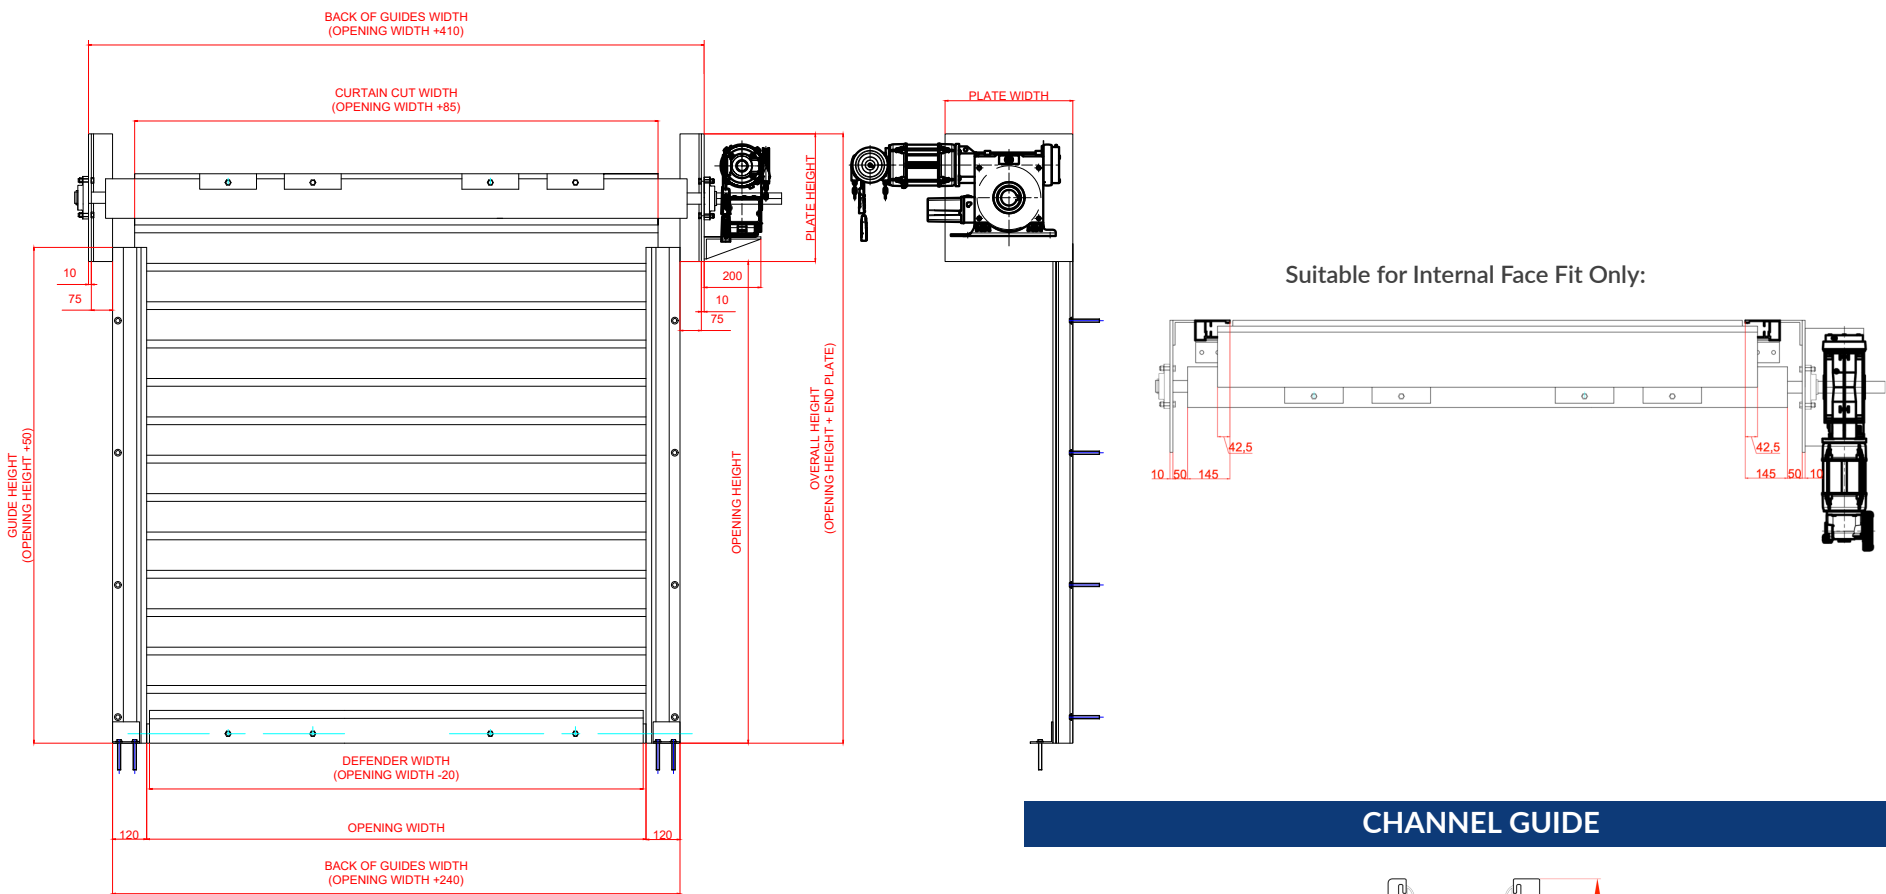 BACK OF GUIDES WIDTH
(OPENING WIDTH +410)
CURTAIN CUT WIDTH
(OPENING WIDTH +85)
PLATE WIDTH
PLATE HEIGHT
10
75
200
10
75
GUIDE HEIGHT
(OPENING HEIGHT +50)
OPENING HEIGHT
OVERALL HEIGHT
(OPENING HEIGHT + END PLATE)
DEFENDER WIDTH
(OPENING WIDTH -20)
120
OPENING WIDTH
120
BACK OF GUIDES WIDTH
(OPENING WIDTH +240)
Suitable for Internal Face Fit Only:
42,5
42,5
10
50
145
145
50
10
CHANNEL GUIDE